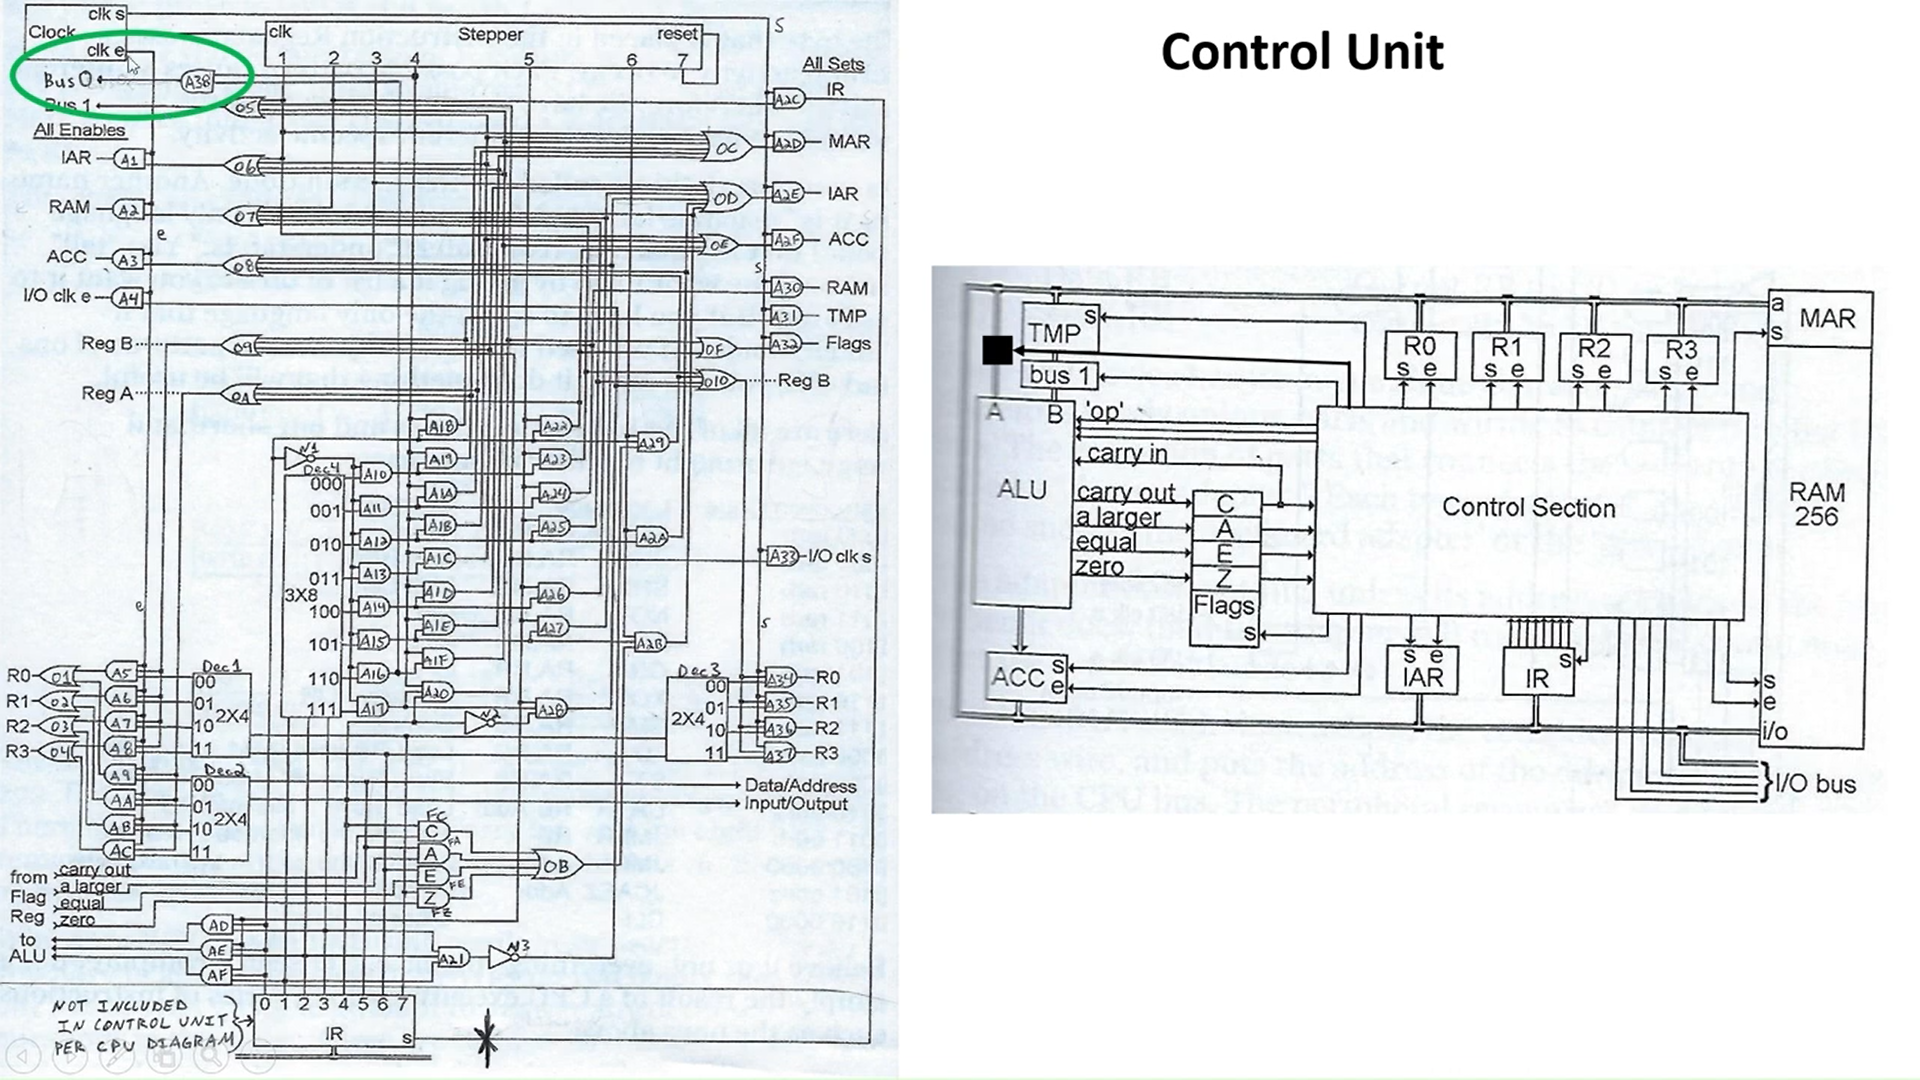 Control Unit
clk s
Clock
clk e
clk Stepper reset
1 2 3 4 5 6 7
Bus 0
A38
Bus 1
05
All Enables
All Sets
IAR A1
06
RAM A2
07
e
ACC A3
08
I/O clk e A4
Reg B
09
Reg A
0A
S
A2C IR
0C A2D MAR
0D A2E IAR
0E A2F ACC
s
A30 RAM
A31 TMP
0F A32 Flags
010 Reg B
N1
Dec4
3X8
000
001
010
011
100
101
110
111
A10
A11
A12
A13
A14
A15
A16
A17
A18
A19
A1A
A1B
A1C
A1D
A1E
A1F
A20
N2
A22
A23
A24
A25
A26
A27
A28
A29
A2A
A2B
A33 I/O clk s
e
s
R0 01 A5
R1 02 A6
R2 03 A7
R3 04 A8
A9
AA
AB
AC
Dec1
00
01
2X4
10
11
Dec2
00
01
2X4
10
11
Dec3
00
01
2X4
10
11
A34 R0
A35 R1
A36 R2
A37 R3
Data/Address
Input/Output
FC
C
FA
A
E
FE
Z
FZ
0B
from
Flag
Reg
carry out
a larger
equal
zero
to
ALU
AD
AE
AF
A21
N3
0 1 2 3 4 5 6 7
IR s
NOT INCLUDED
IN CONTROL UNIT
PER CPU DIAGRAM
TMP s
bus 1
A B
ALU
'op'
carry in
carry out
a larger
equal
zero
C
A
E
Z
Flags
s
ACC s
e
R0
s e
R1
s e
R2
s e
R3
s e
Control Section
s e
IAR
s
IR
a
s
MAR
RAM
256
s
e
i/o
I/O bus